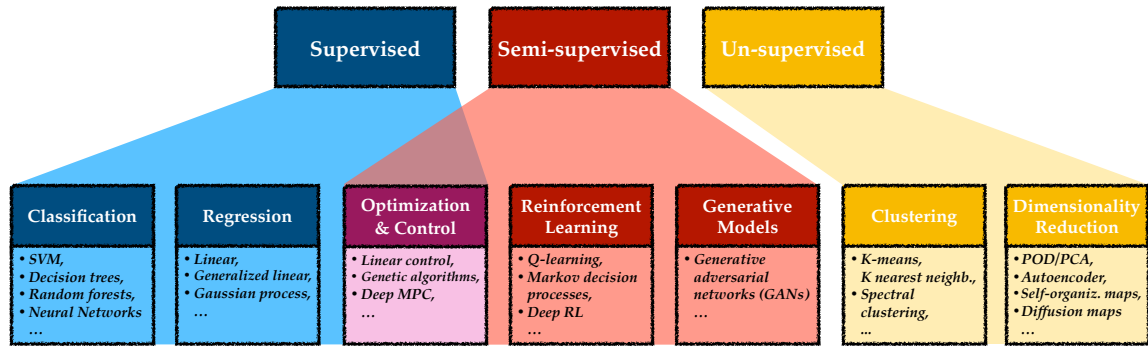 Supervised
Semi-supervised
Un-supervised
Classification
• SVM,
• Decision trees,
• Random forests,
• Neural Networks
...
Regression
• Linear,
• Generalized linear,
• Gaussian process,
...
Optimization
& Control
• Linear control,
• Genetic algorithms,
• Deep MPC,
...
Reinforcement
Learning
• Q-learning,
• Markov decision
processes,
• Deep RL
...
Generative
Models
• Generative
adversarial
networks (GANs)
...
Clustering
• K-means,
K nearest neighb.,
• Spectral
clustering,
...
Dimensionality
Reduction
• POD/PCA,
• Autoencoder,
• Self-organiz. maps,
• Diffusion maps
...